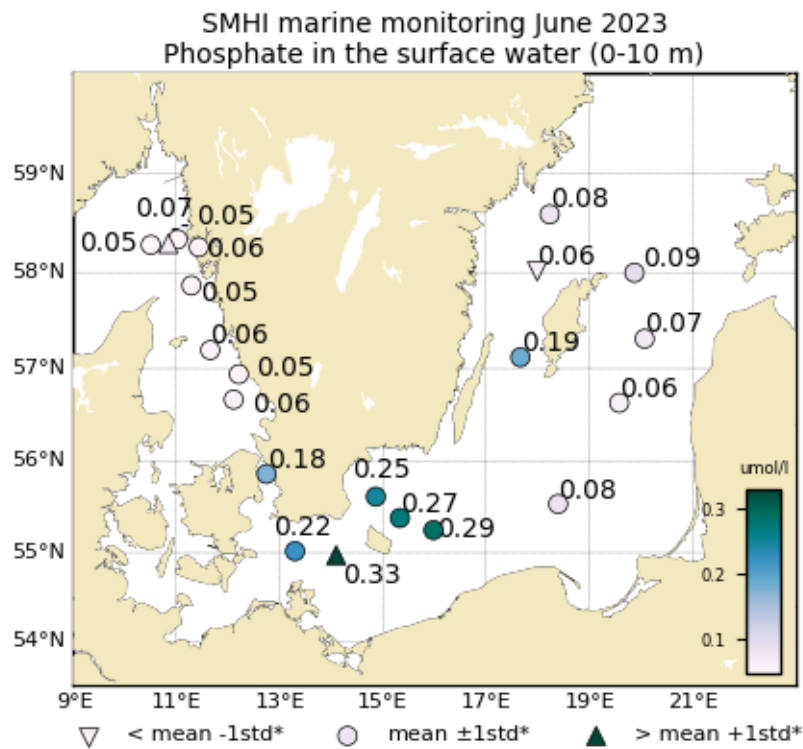 SMHI marine monitoring June 2023
Phosphate in the surface water (0-10 m)
59°N
58°N
57°N
56°N
55°N
54°N
0.07
0.05
0.05
0.06
0.05
0.06
0.05
0.06
0.18
0.25
0.27
0.29
0.22
0.33
0.08
0.06
0.09
0.07
0.19
0.06
0.08
umol/l
0.3
0.2
0.1
9°E
11°E
13°E
15°E
17°E
19°E
21°E
< mean -1std*
mean ±1std*
> mean +1std*